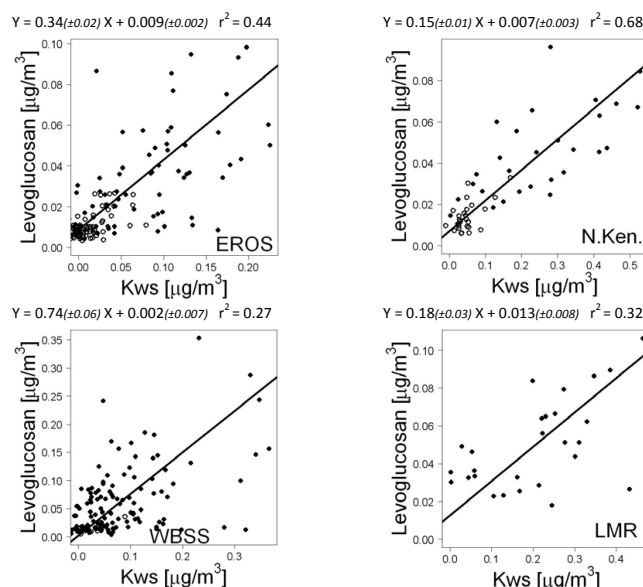 Y = 0.34(±0.02) X + 0.009(±0.002) r² = 0.44
Levoglucosan [µg/m³]
0.10
0.08
0.06
0.04
0.02
0.00
EROS
0.00 0.05 0.10 0.15 0.20
Kws [µg/m³]
Y = 0.15(±0.01) X + 0.007(±0.003) r² = 0.68
Levoglucosan [µg/m³]
0.08
0.06
0.04
0.02
0.00
N.Ken.
0.0 0.1 0.2 0.3 0.4 0.5
Kws [µg/m³]
Y = 0.74(±0.06) X + 0.002(±0.007) r² = 0.27
Levoglucosan [µg/m³]
0.35
0.30
0.25
0.20
0.15
0.10
0.05
0.00
WBSS
0.0 0.1 0.2 0.3
Kws [µg/m³]
Y = 0.18(±0.03) X + 0.013(±0.008) r² = 0.32
Levoglucosan [µg/m³]
0.10
0.08
0.06
0.04
0.02
0.00
LMR
0.0 0.1 0.2 0.3 0.4
Kws [µg/m³]